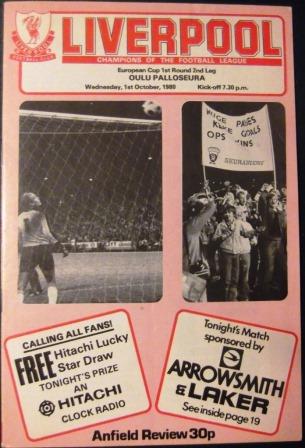 LIVERPOOL
CHAMPIONS OF THE FOOTBALL LEAGUE
European Cup 1st Round 2nd Leg
OULU PALLOSEURA
Wednesday, 1st October, 1980 Kick-off 7.30 p.m.
CALLING ALL FANS!
FREE Hitachi Lucky
Star Draw
TONIGHT'S PRIZE
AN
HITACHI
CLOCK RADIO
Tonight's Match
sponsored by
ARROWSMITH
& LAKER
See inside page 19
Anfield Review 30p